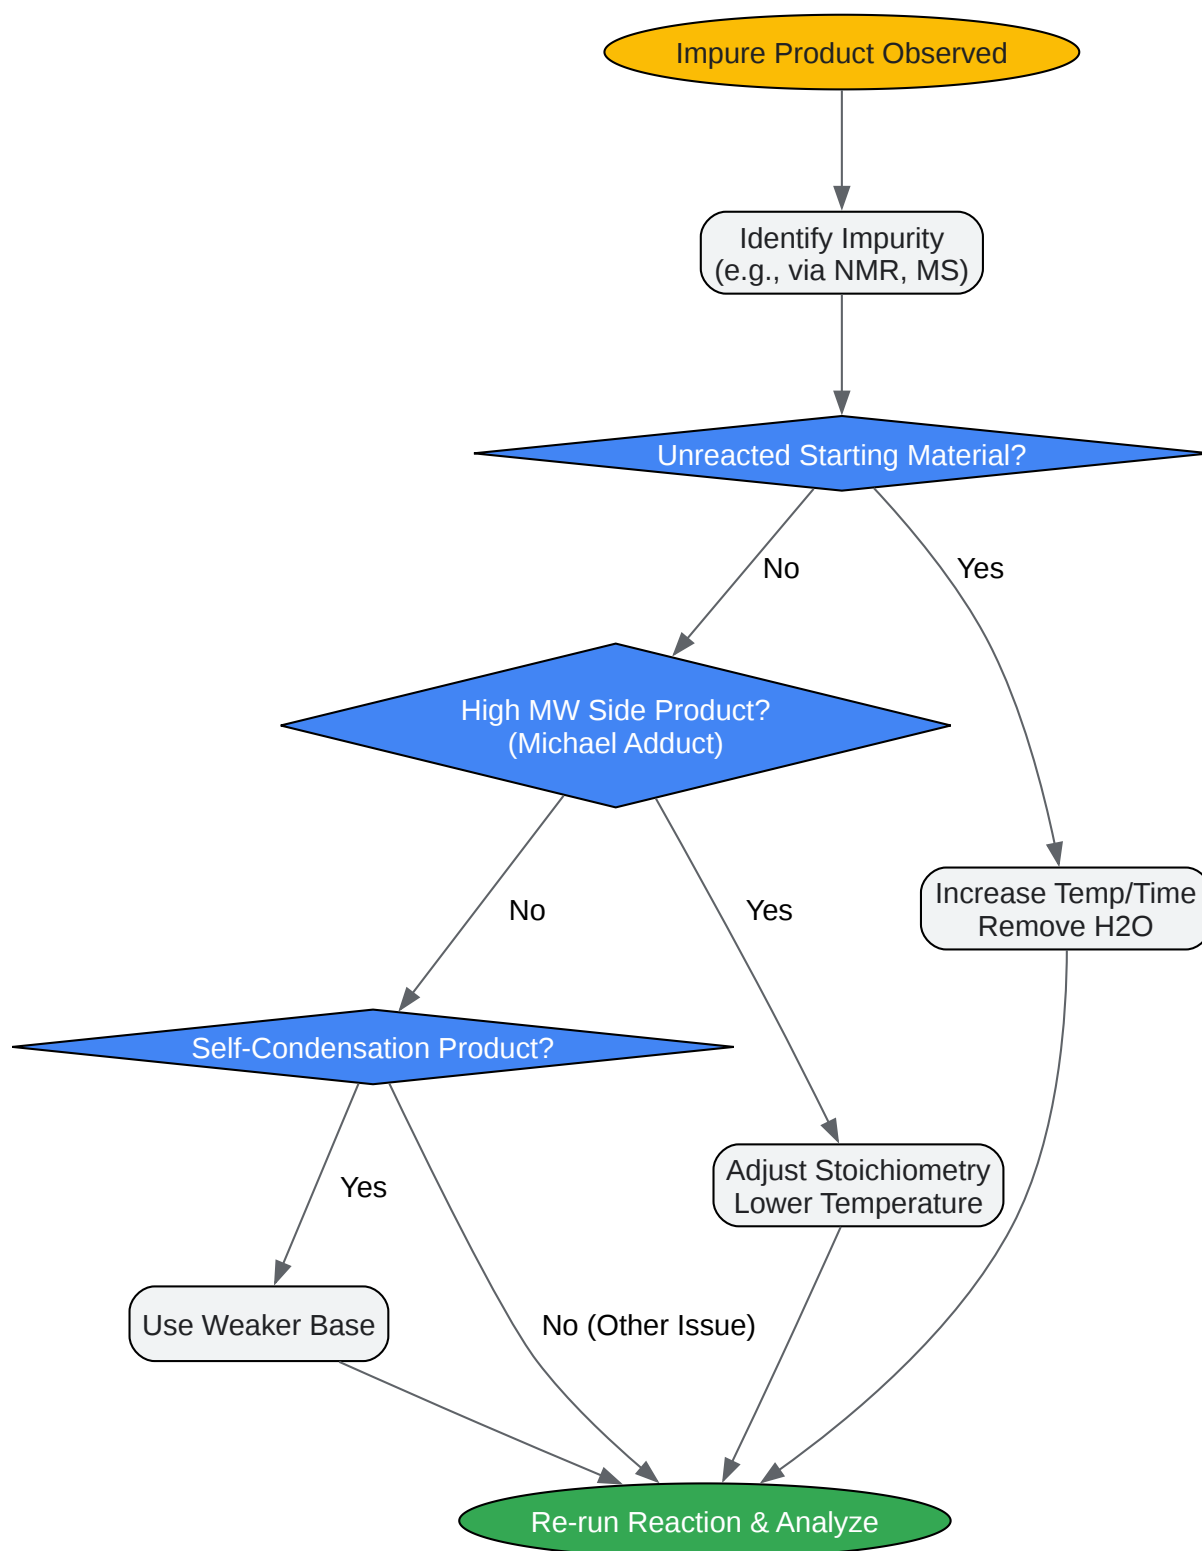 Impure Product Observed
Identify Impurity
(e.g., via NMR, MS)
Unreacted Starting Material?
No
Yes
High MW Side Product?
(Michael Adduct)
Increase Temp/Time
Remove H2O
No
Yes
Self-Condensation Product?
Adjust Stoichiometry
Lower Temperature
Yes
Use Weaker Base
No (Other Issue)
Re-run Reaction & Analyze